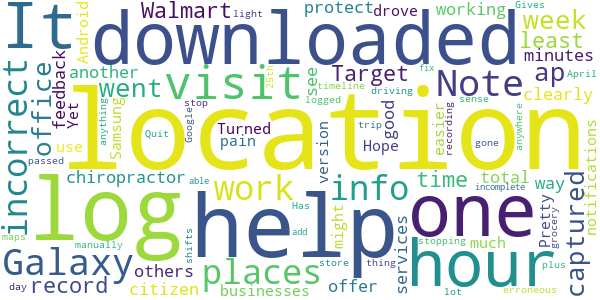 It downloaded
Walmart light
protect drove working
week
Android
feedback Yet
another
went visit
25th
see
Target Note ap
least
minutes
clearly
incorrect office
Samsung
anything
location
Turned
Google
stop
logged timeline
driving
fix
Gives
April
sense
good
Hope
trip
recording
gone
anywhere
easier
use
Quit
pain
version
passed
chiropractor
work info time total way
able
log help one captured
notifications
maps
manually
incomplete
Has
add
might
services
much
Pretty
grocery
Galaxy others places offer hour
stopping
plus
shifts
store thing
day record citizen businesses
lot
erroneous